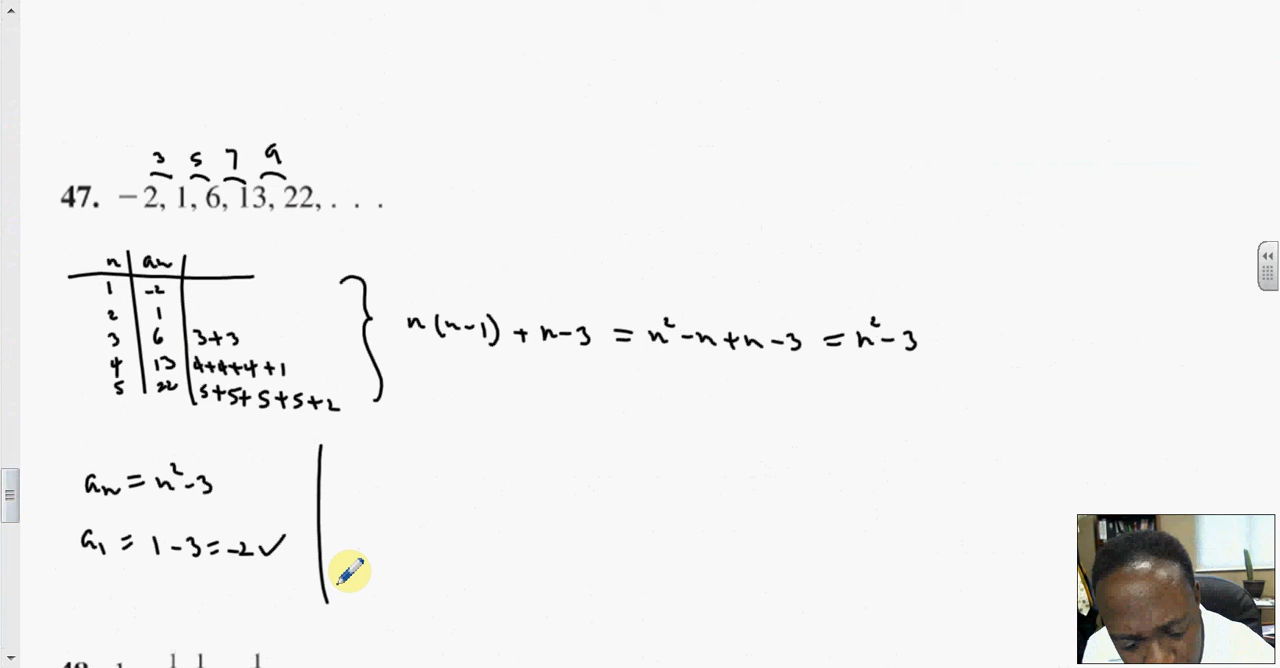 3 5 7 9
47. −2, 1, 6, 13, 22, . . .
n | an |
1 | -2 |
2 | 1 |
3 | 6 | 3+3
4 | 13 | 4+4+4+1
5 | 22 | 5+5+5+5+2
n(n-1) + n-3 = n²-n+n-3 = n²-3
an = n²-3
a1 = 1-3 = -2 ✓